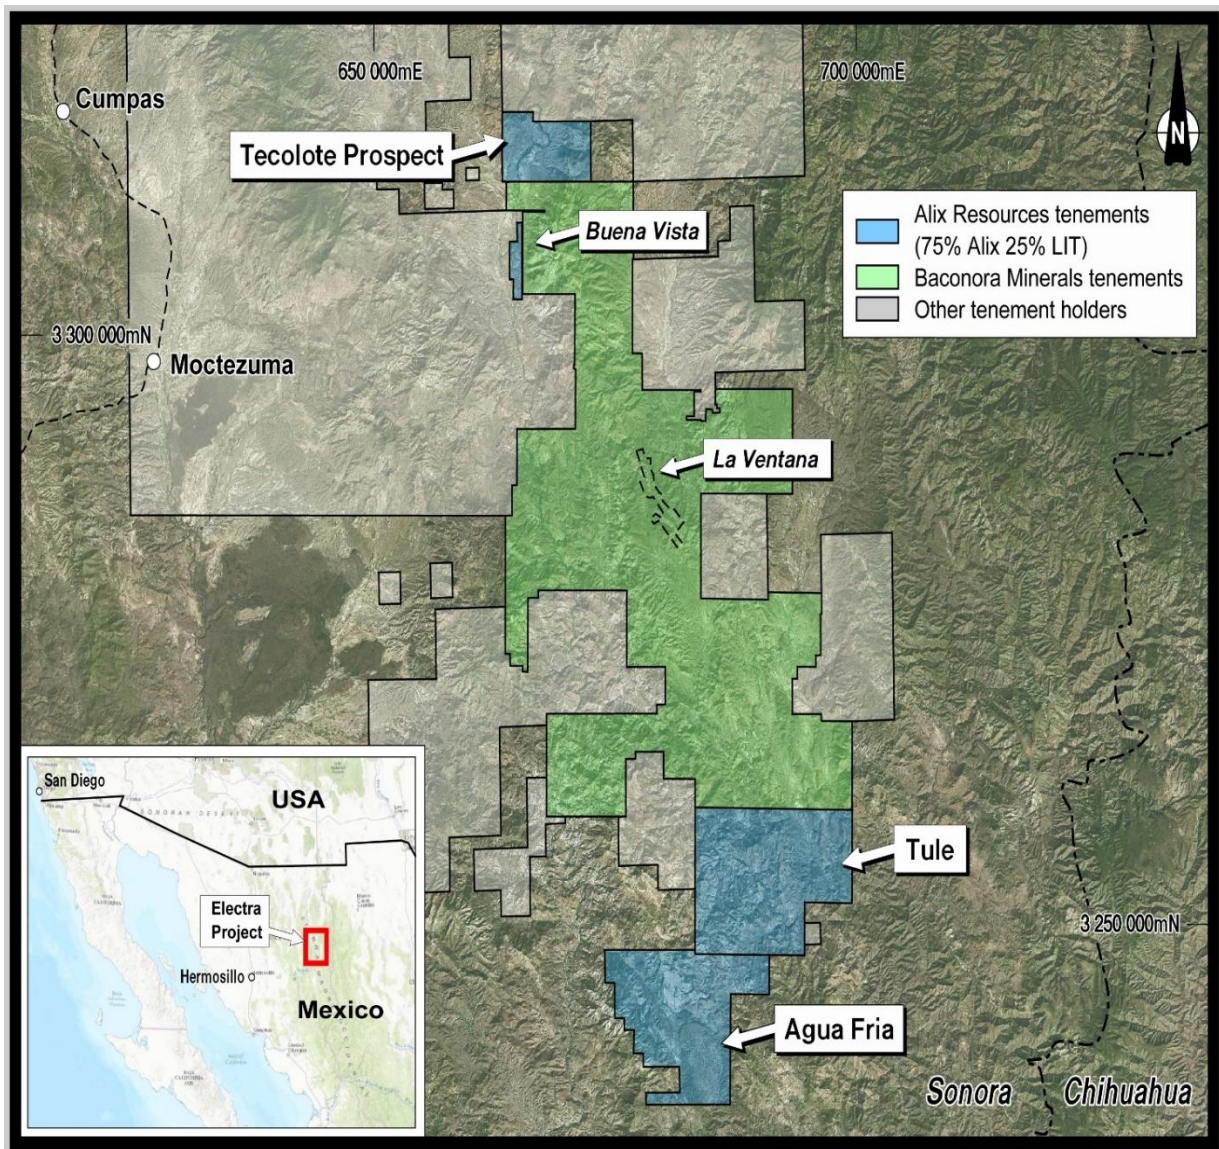 650 000mE
700 000mE
Cumpas
Tecolote Prospect
N
Buena Vista
Alix Resources tenements
(75% Alix 25% LIT)
Baconora Minerals tenements
Other tenement holders
3 300 000mN
Moctezuma
La Ventana
San Diego
USA
SONORAN DESERT
Electra
Project
Hermosillo
Mexico
Tule
3 250 000mN
Agua Fria
Sonora
Chihuahua